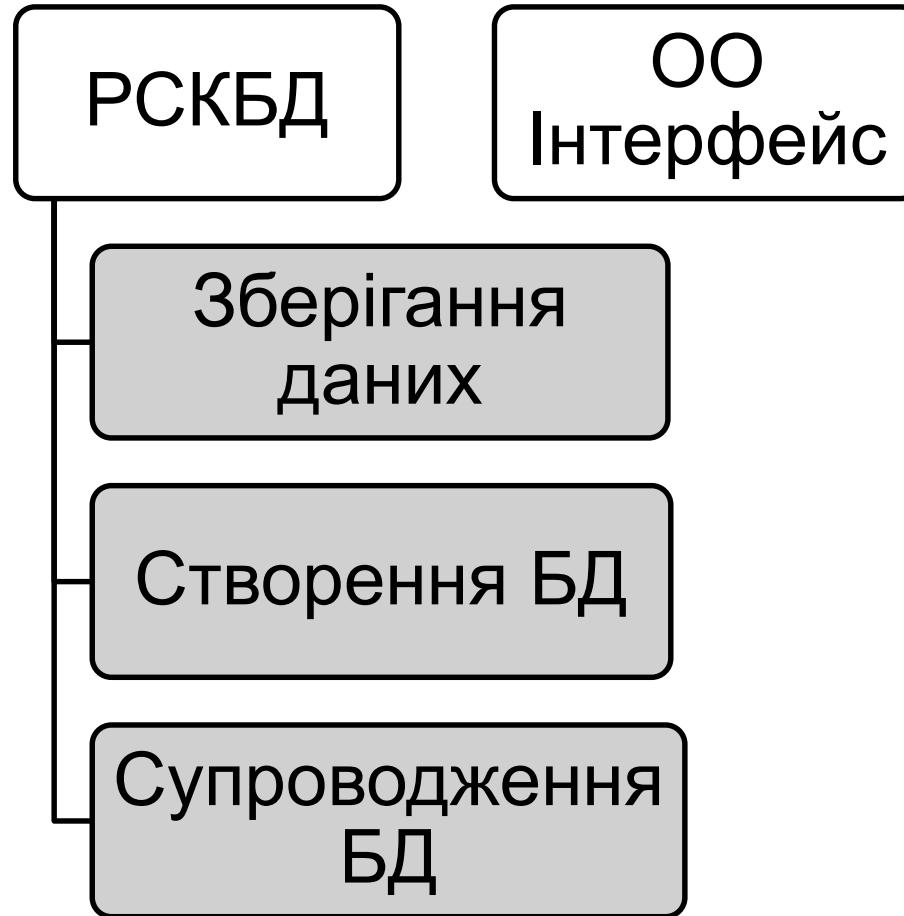 РСКБД
ОО
Інтерфейс
Зберігання
даних
Створення БД
Супроводження
БД